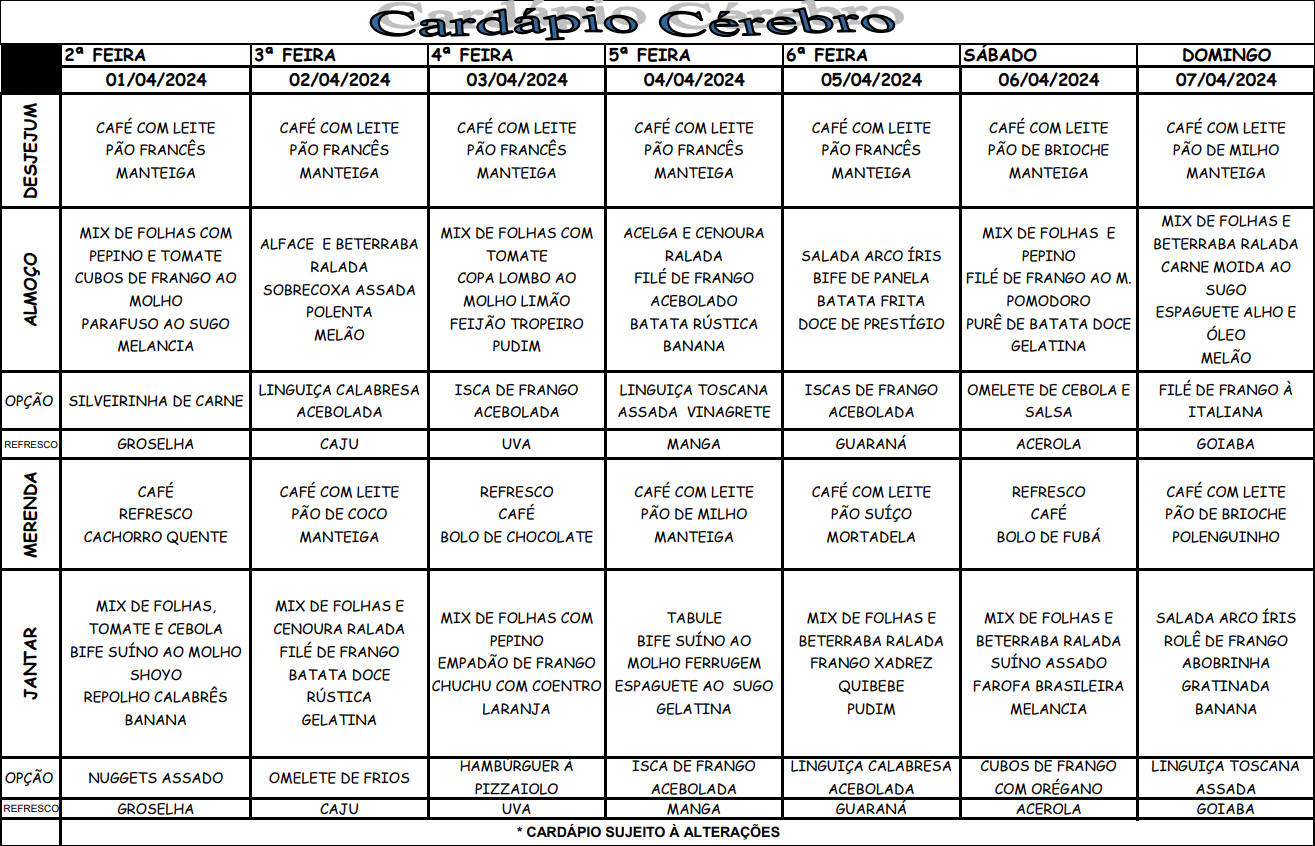 Cardápio Cérebro
2ª FEIRA 3ª FEIRA 4ª FEIRA 5ª FEIRA 6ª FEIRA SÁBADO DOMINGO
01/04/2024 02/04/2024 03/04/2024 04/04/2024 05/04/2024 06/04/2024 07/04/2024
DESJEJUM
CAFÉ COM LEITE
PÃO FRANCÊS
MANTEIGA
CAFÉ COM LEITE
PÃO FRANCÊS
MANTEIGA
CAFÉ COM LEITE
PÃO FRANCÊS
MANTEIGA
CAFÉ COM LEITE
PÃO FRANCÊS
MANTEIGA
CAFÉ COM LEITE
PÃO FRANCÊS
MANTEIGA
CAFÉ COM LEITE
PÃO DE BRIOCHE
MANTEIGA
CAFÉ COM LEITE
PÃO DE MILHO
MANTEIGA
ALMOÇO
MIX DE FOLHAS COM
PEPINO E TOMATE
CUBOS DE FRANGO AO
MOLHO
PARAFUSO AO SUGO
MELANCIA
ALFACE E BETERRABA
RALADA
SOBRECOXA ASSADA
POLENTA
MELÃO
MIX DE FOLHAS COM
TOMATE
COPA LOMBO AO
MOLHO LIMÃO
FEIJÃO TROPEIRO
PUDIM
ACELGA E CENOURA
RALADA
FILÉ DE FRANGO
ACEBOLADO
BATATA RÚSTICA
BANANA
SALADA ARCO ÍRIS
BIFE DE PANELA
BATATA FRITA
DOCE DE PRESTÍGIO
MIX DE FOLHAS E
PEPINO
FILÉ DE FRANGO AO M.
POMODORO
PURÊ DE BATATA DOCE
GELATINA
MIX DE FOLHAS E
BETERRABA RALADA
CARNE MOIDA AO
SUGO
ESPAGUETE ALHO E
ÓLEO
MELÃO
OPÇÃO
SILVEIRINHA DE CARNE
LINGUIÇA CALABRESA
ACEBOLADA
ISCA DE FRANGO
ACEBOLADA
LINGUIÇA TOSCANA
ASSADA VINAGRETE
ISCAS DE FRANGO
ACEBOLADA
OMELETE DE CEBOLA E
SALSA
FILÉ DE FRANGO À
ITALIANA
REFRESCO GROSELHA CAJU UVA MANGA GUARANÁ ACEROLA GOIABA
MERENDA
CAFÉ
REFRESCO
CACHORRO QUENTE
CAFÉ COM LEITE
PÃO DE COCO
MANTEIGA
REFRESCO
CAFÉ
BOLO DE CHOCOLATE
CAFÉ COM LEITE
PÃO DE MILHO
MANTEIGA
CAFÉ COM LEITE
PÃO SUÍÇO
MORTADELA
REFRESCO
CAFÉ
BOLO DE FUBÁ
CAFÉ COM LEITE
PÃO DE BRIOCHE
POLENGUINHO
JANTAR
MIX DE FOLHAS,
TOMATE E CEBOLA
BIFE SUÍNO AO MOLHO
SHOYO
REPOLHO CALABRÊS
BANANA
MIX DE FOLHAS E
CENOURA RALADA
FILÉ DE FRANGO
BATATA DOCE
RÚSTICA
GELATINA
MIX DE FOLHAS COM
PEPINO
EMPADÃO DE FRANGO
CHUCHU COM COENTRO
LARANJA
TABULE
BIFE SUÍNO AO
MOLHO FERRUGEM
ESPAGUETE AO SUGO
GELATINA
MIX DE FOLHAS E
BETERRABA RALADA
FRANGO XADREZ
QUIBEBE
PUDIM
MIX DE FOLHAS E
BETERRABA RALADA
SUÍNO ASSADO
FAROFA BRASILEIRA
MELANCIA
SALADA ARCO ÍRIS
ROLÊ DE FRANGO
ABOBRINHA
GRATINADA
BANANA
OPÇÃO
NUGGETS ASSADO
OMELETE DE FRIOS
HAMBÚRGUER À
PIZZAIOLO
ISCA DE FRANGO
ACEBOLADA
LINGUIÇA CALABRESA
ACEBOLADA
CUBOS DE FRANGO
COM ORÉGANO
LINGUIÇA TOSCANA
ASSADA
REFRESCO GROSELHA CAJU UVA MANGA GUARANÁ ACEROLA GOIABA
* CARDÁPIO SUJEITO À ALTERAÇÕES